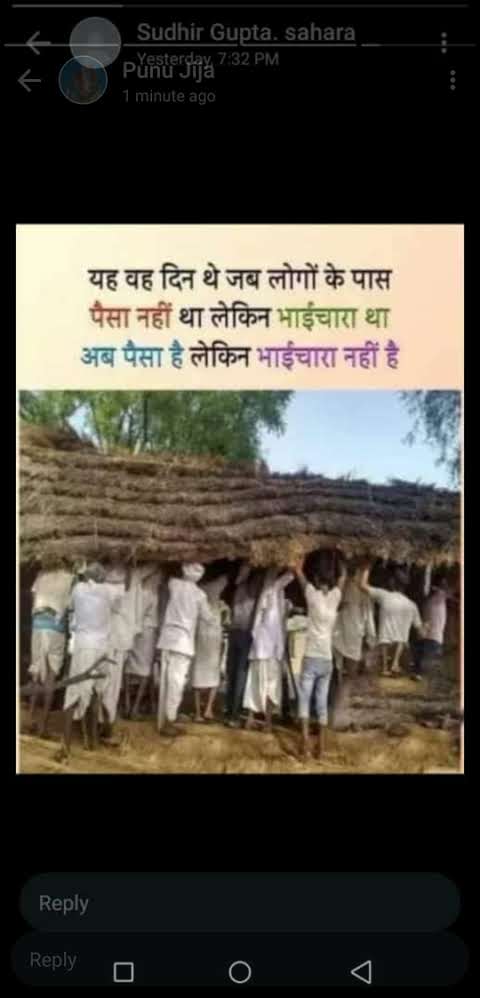 Sudhir Gupta. sahara
Yesterday, 7:32 PM
Punu Jija
1 minute ago
यह वह दिन थे जब लोगों के पास
पैसा नहीं था लेकिन भाईचारा था
अब पैसा है लेकिन भाईचारा नहीं है
Reply
Reply